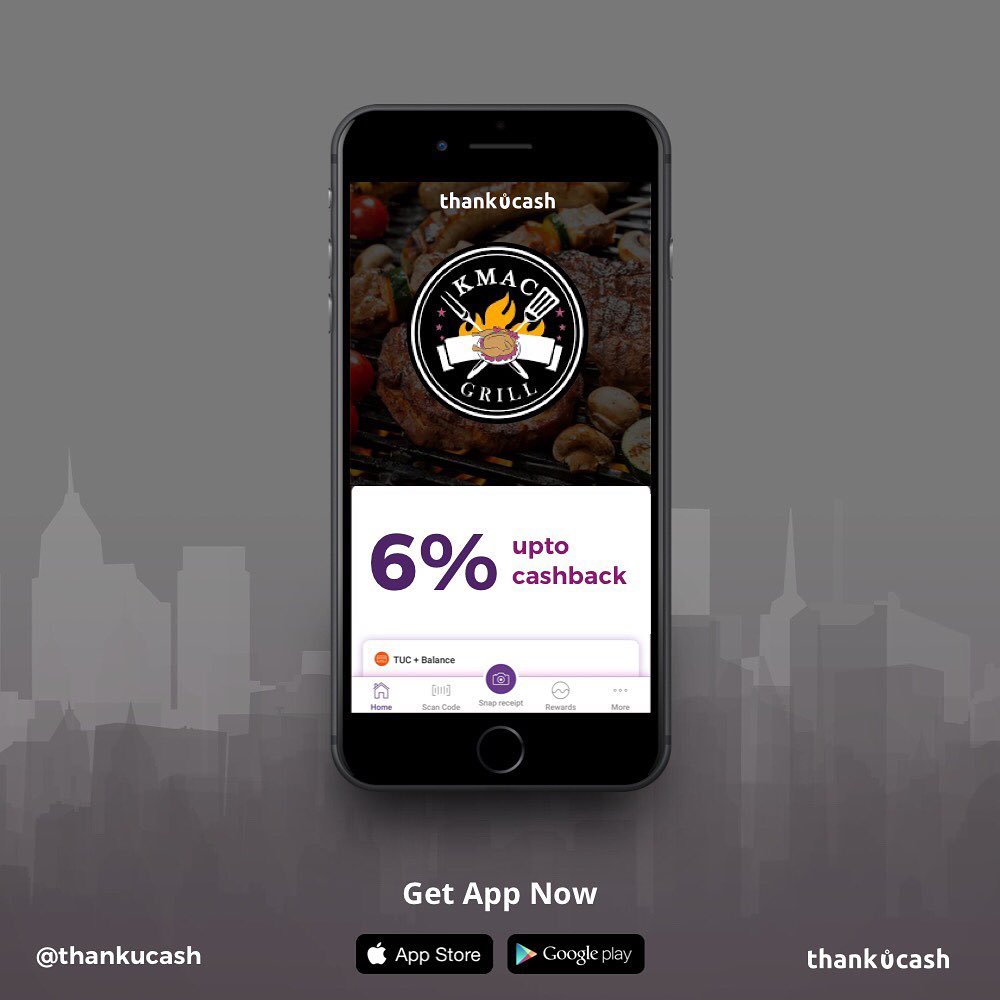 thankucash
KMAC
GRILL
6% upto
cashback
TUC + Balance
Home Scan Code Snap receipt Rewards More
Get App Now
@thankucash App Store Google play thankucash